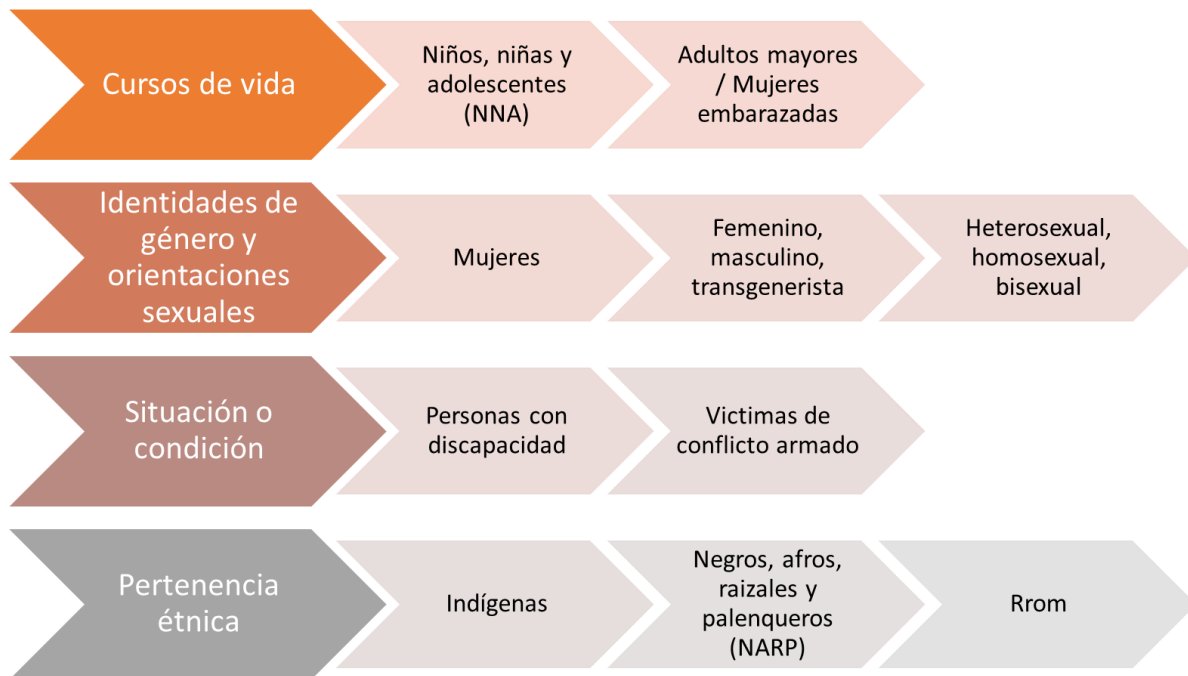 Cursos de vida
Niños, niñas y
adolescentes
(NNA)
Adultos mayores
/ Mujeres
embarazadas
Identidades de
género y
orientaciones
sexuales
Mujeres
Femenino,
masculino,
transgenerista
Heterosexual,
homosexual,
bisexual
Situación o
condición
Personas con
discapacidad
Victimas de
conflicto armado
Pertenencia
étnica
Indígenas
Negros, afros,
raizales y
palenqueros
(NARP)
Rrom